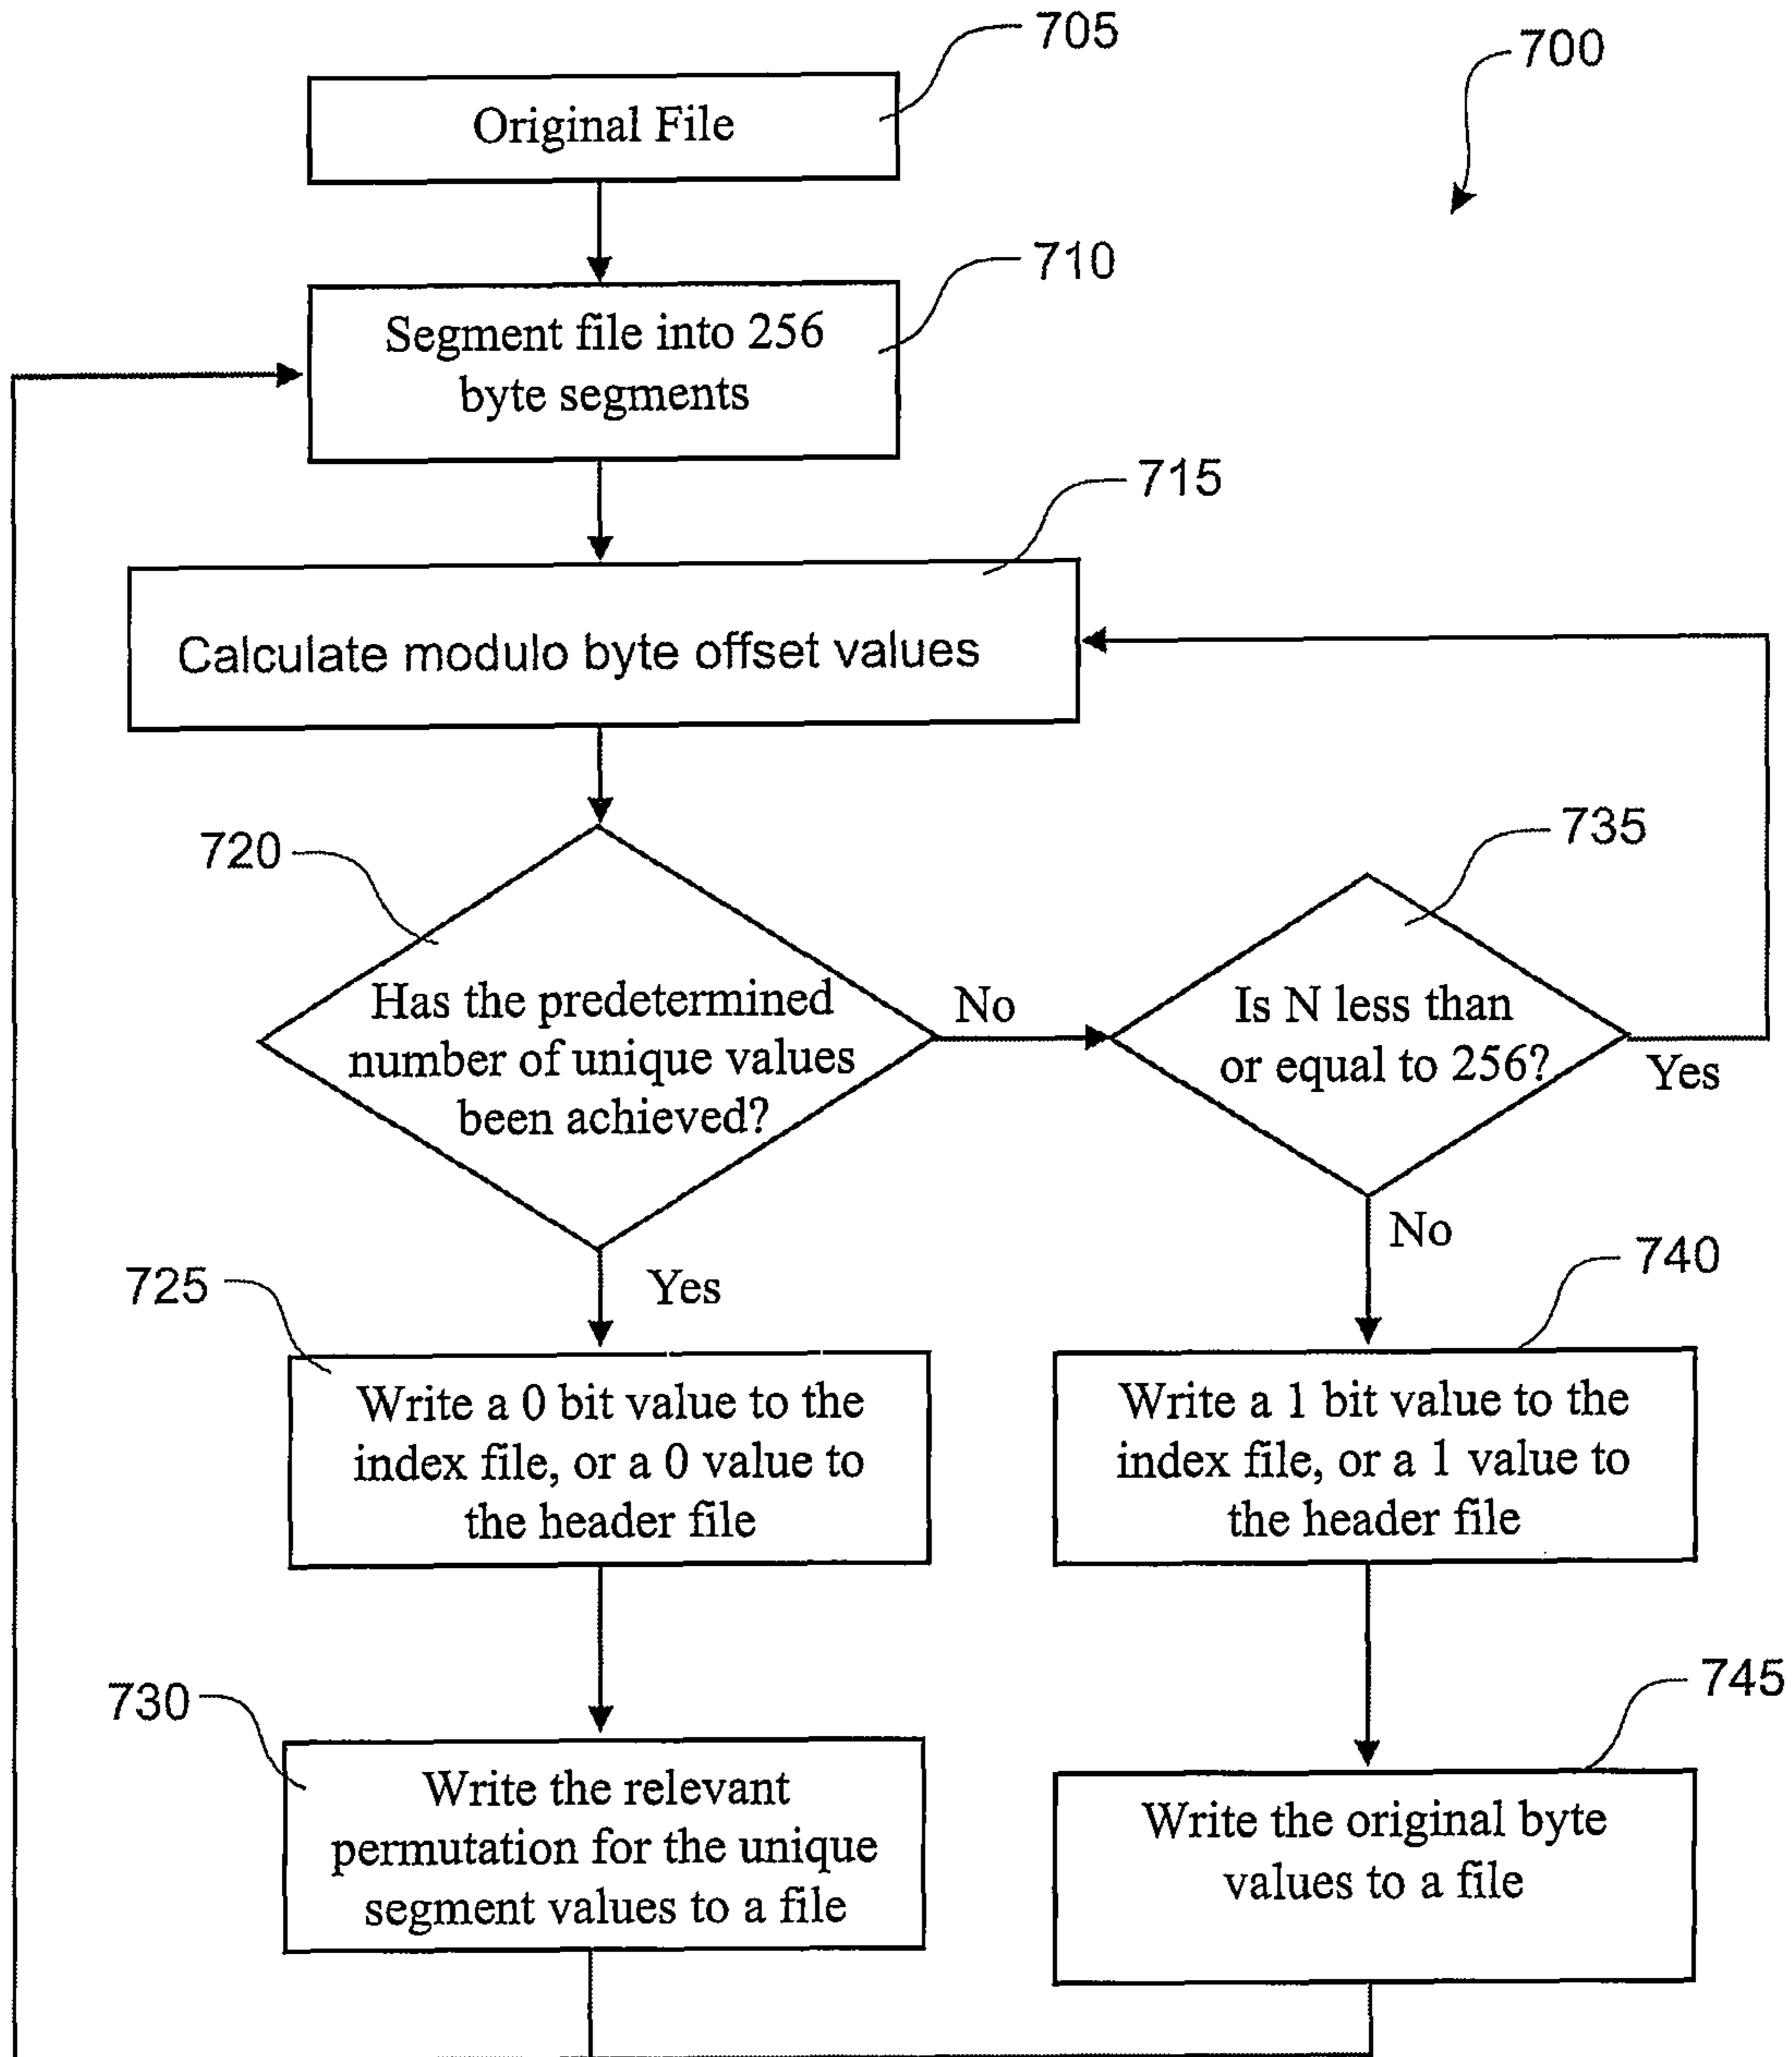 705
700
Original File
710
Segment file into 256
byte segments
715
Calculate modulo byte offset values
720
735
Has the predetermined
number of unique values
been achieved?
No
Is N less than
or equal to 256?
Yes
No
725
Yes
740
Write a 0 bit value to the
index file, or a 0 value to
the header file
Write a 1 bit value to the
index file, or a 1 value to
the header file
730
745
Write the relevant
permutation for the unique
segment values to a file
Write the original byte
values to a file